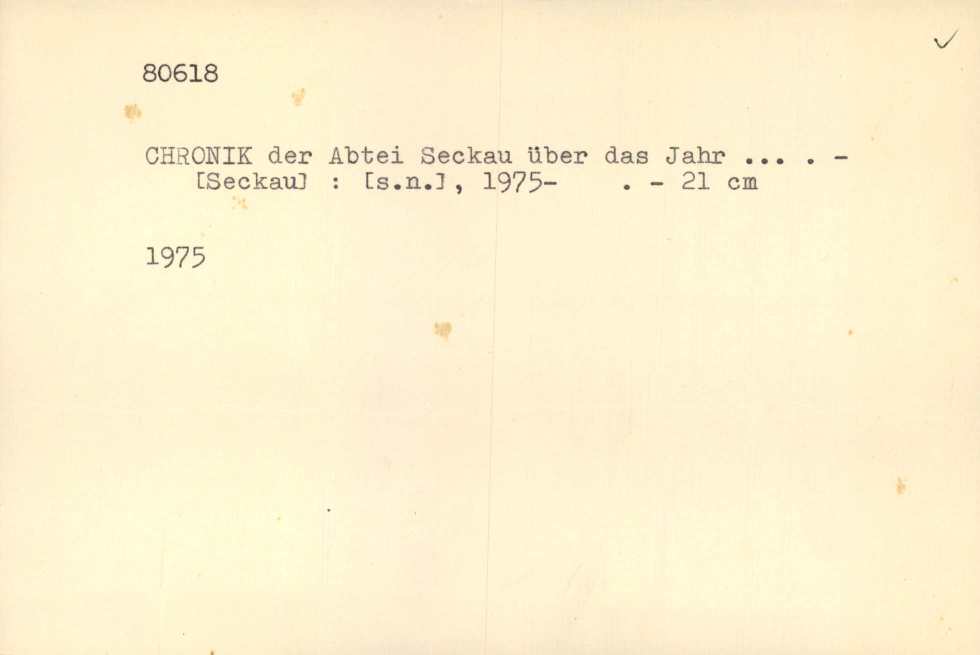 80618
CHRONIK der Abtei Seckau über das Jahr ... . -
[Seckau] : [s.n.], 1975-    . - 21 cm
1975